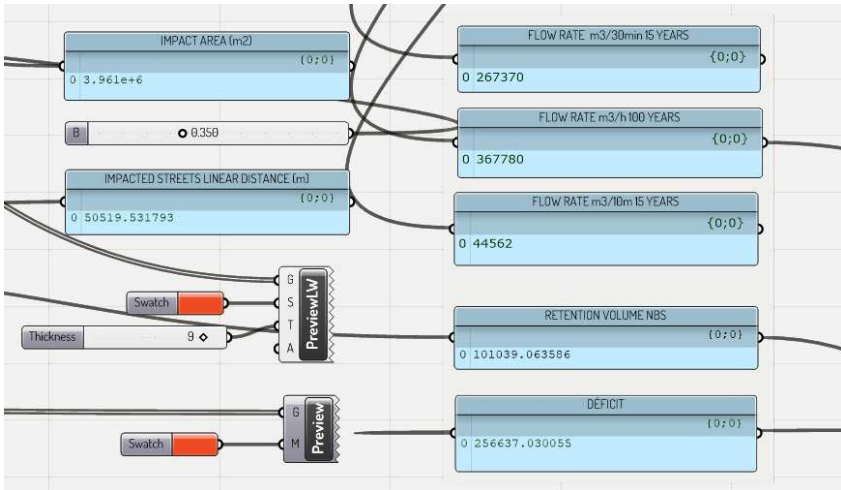 IMPACT AREA (m2)
{0;0}
0 3.961e+6
B 0.350
IMPACTED STREETS LINEAR DISTANCE (m)
{0;0}
0 50519.531793
G
S
T
A
PreviewLW
Swatch
Thickness 9
G
M
Preview
Swatch
FLOW RATE m3/30min 15 YEARS
{0;0}
0 267370
FLOW RATE m3/h 100 YEARS
{0;0}
0 367780
FLOW RATE m3/10m 15 YEARS
{0;0}
0 44562
RETENTION VOLUME NBS
{0;0}
0 101039.063586
DÉFICIT
{0;0}
0 256637.030055